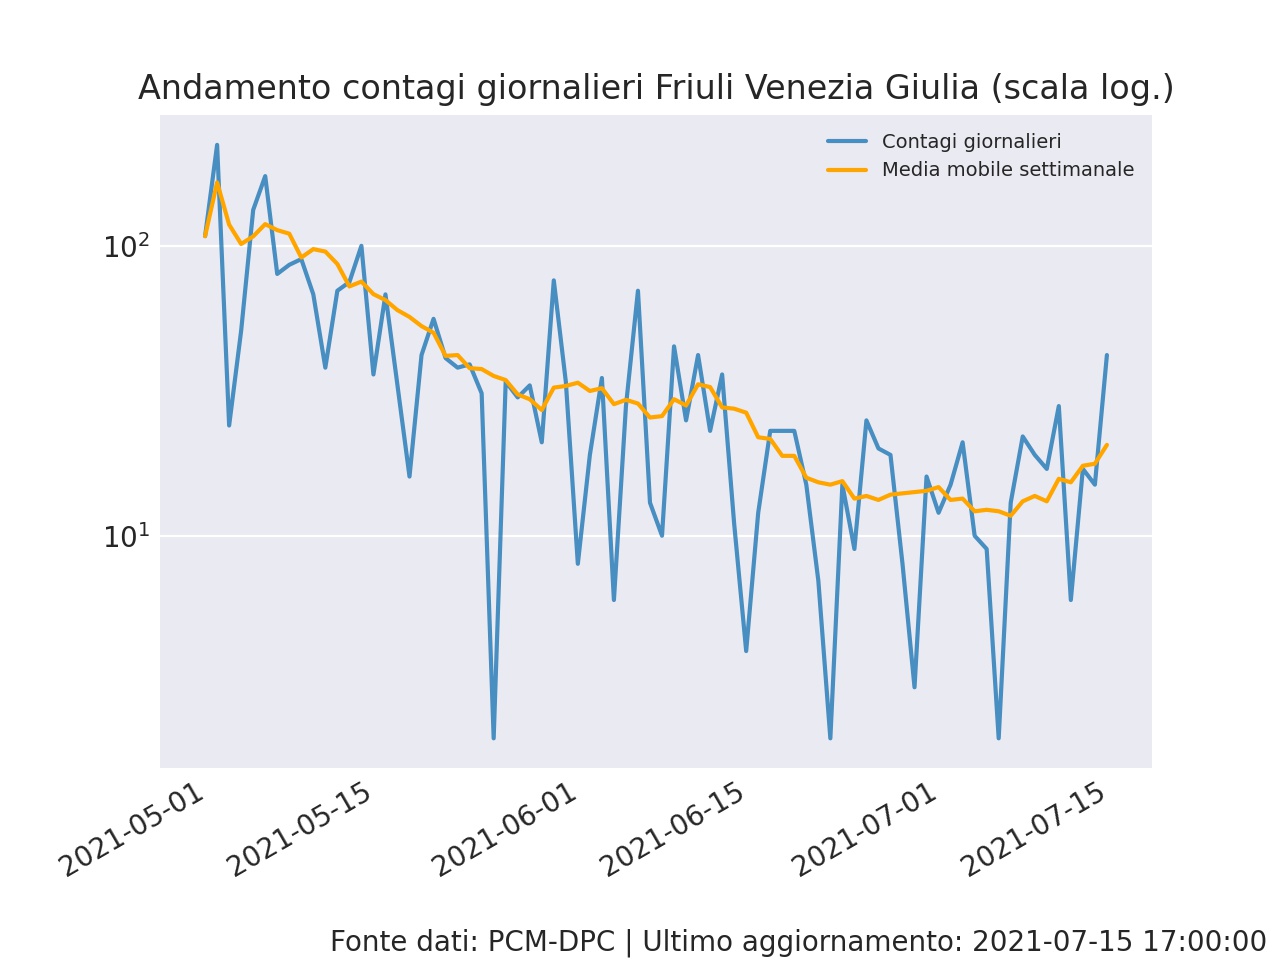 Andamento contagi giornalieri Friuli Venezia Giulia (scala log.)
Contagi giornalieri
Media mobile settimanale
10²
10¹
2021-05-01
2021-05-15
2021-06-01
2021-06-15
2021-07-01
2021-07-15
Fonte dati: PCM-DPC | Ultimo aggiornamento: 2021-07-15 17:00:00